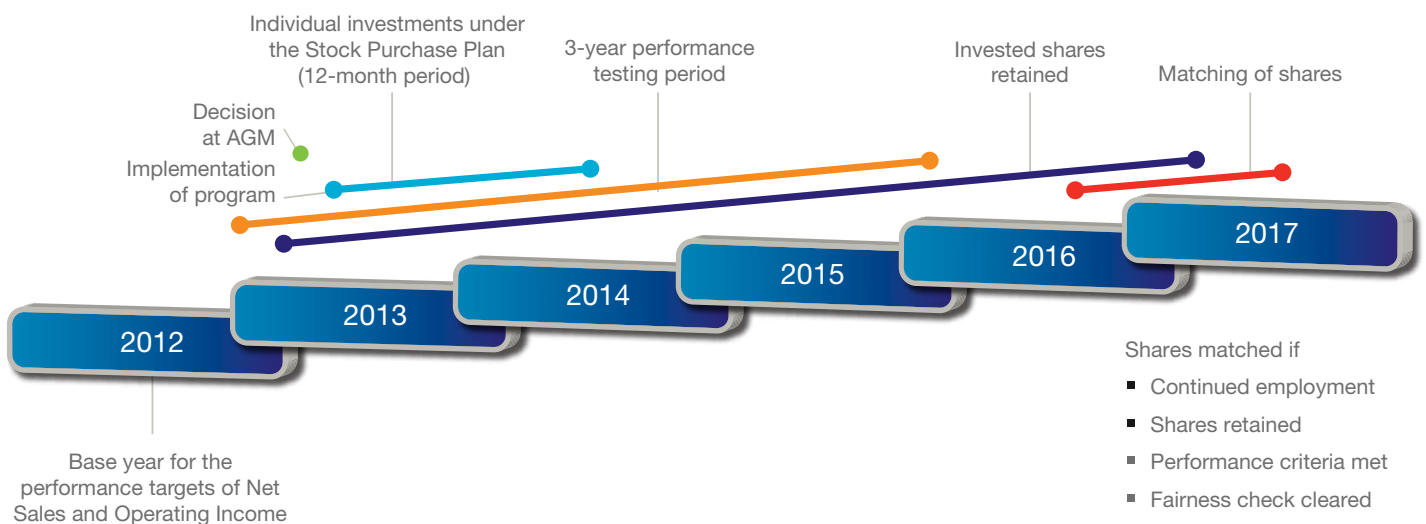 Individual investments under
the Stock Purchase Plan
(12-month period)
3-year performance
testing period
Invested shares
retained
Matching of shares
Decision
at AGM
Implementation
of program
2012
2013
2014
2015
2016
2017
Base year for the
performance targets of Net
Sales and Operating Income
Shares matched if
Continued employment
Shares retained
Performance criteria met
Fairness check cleared